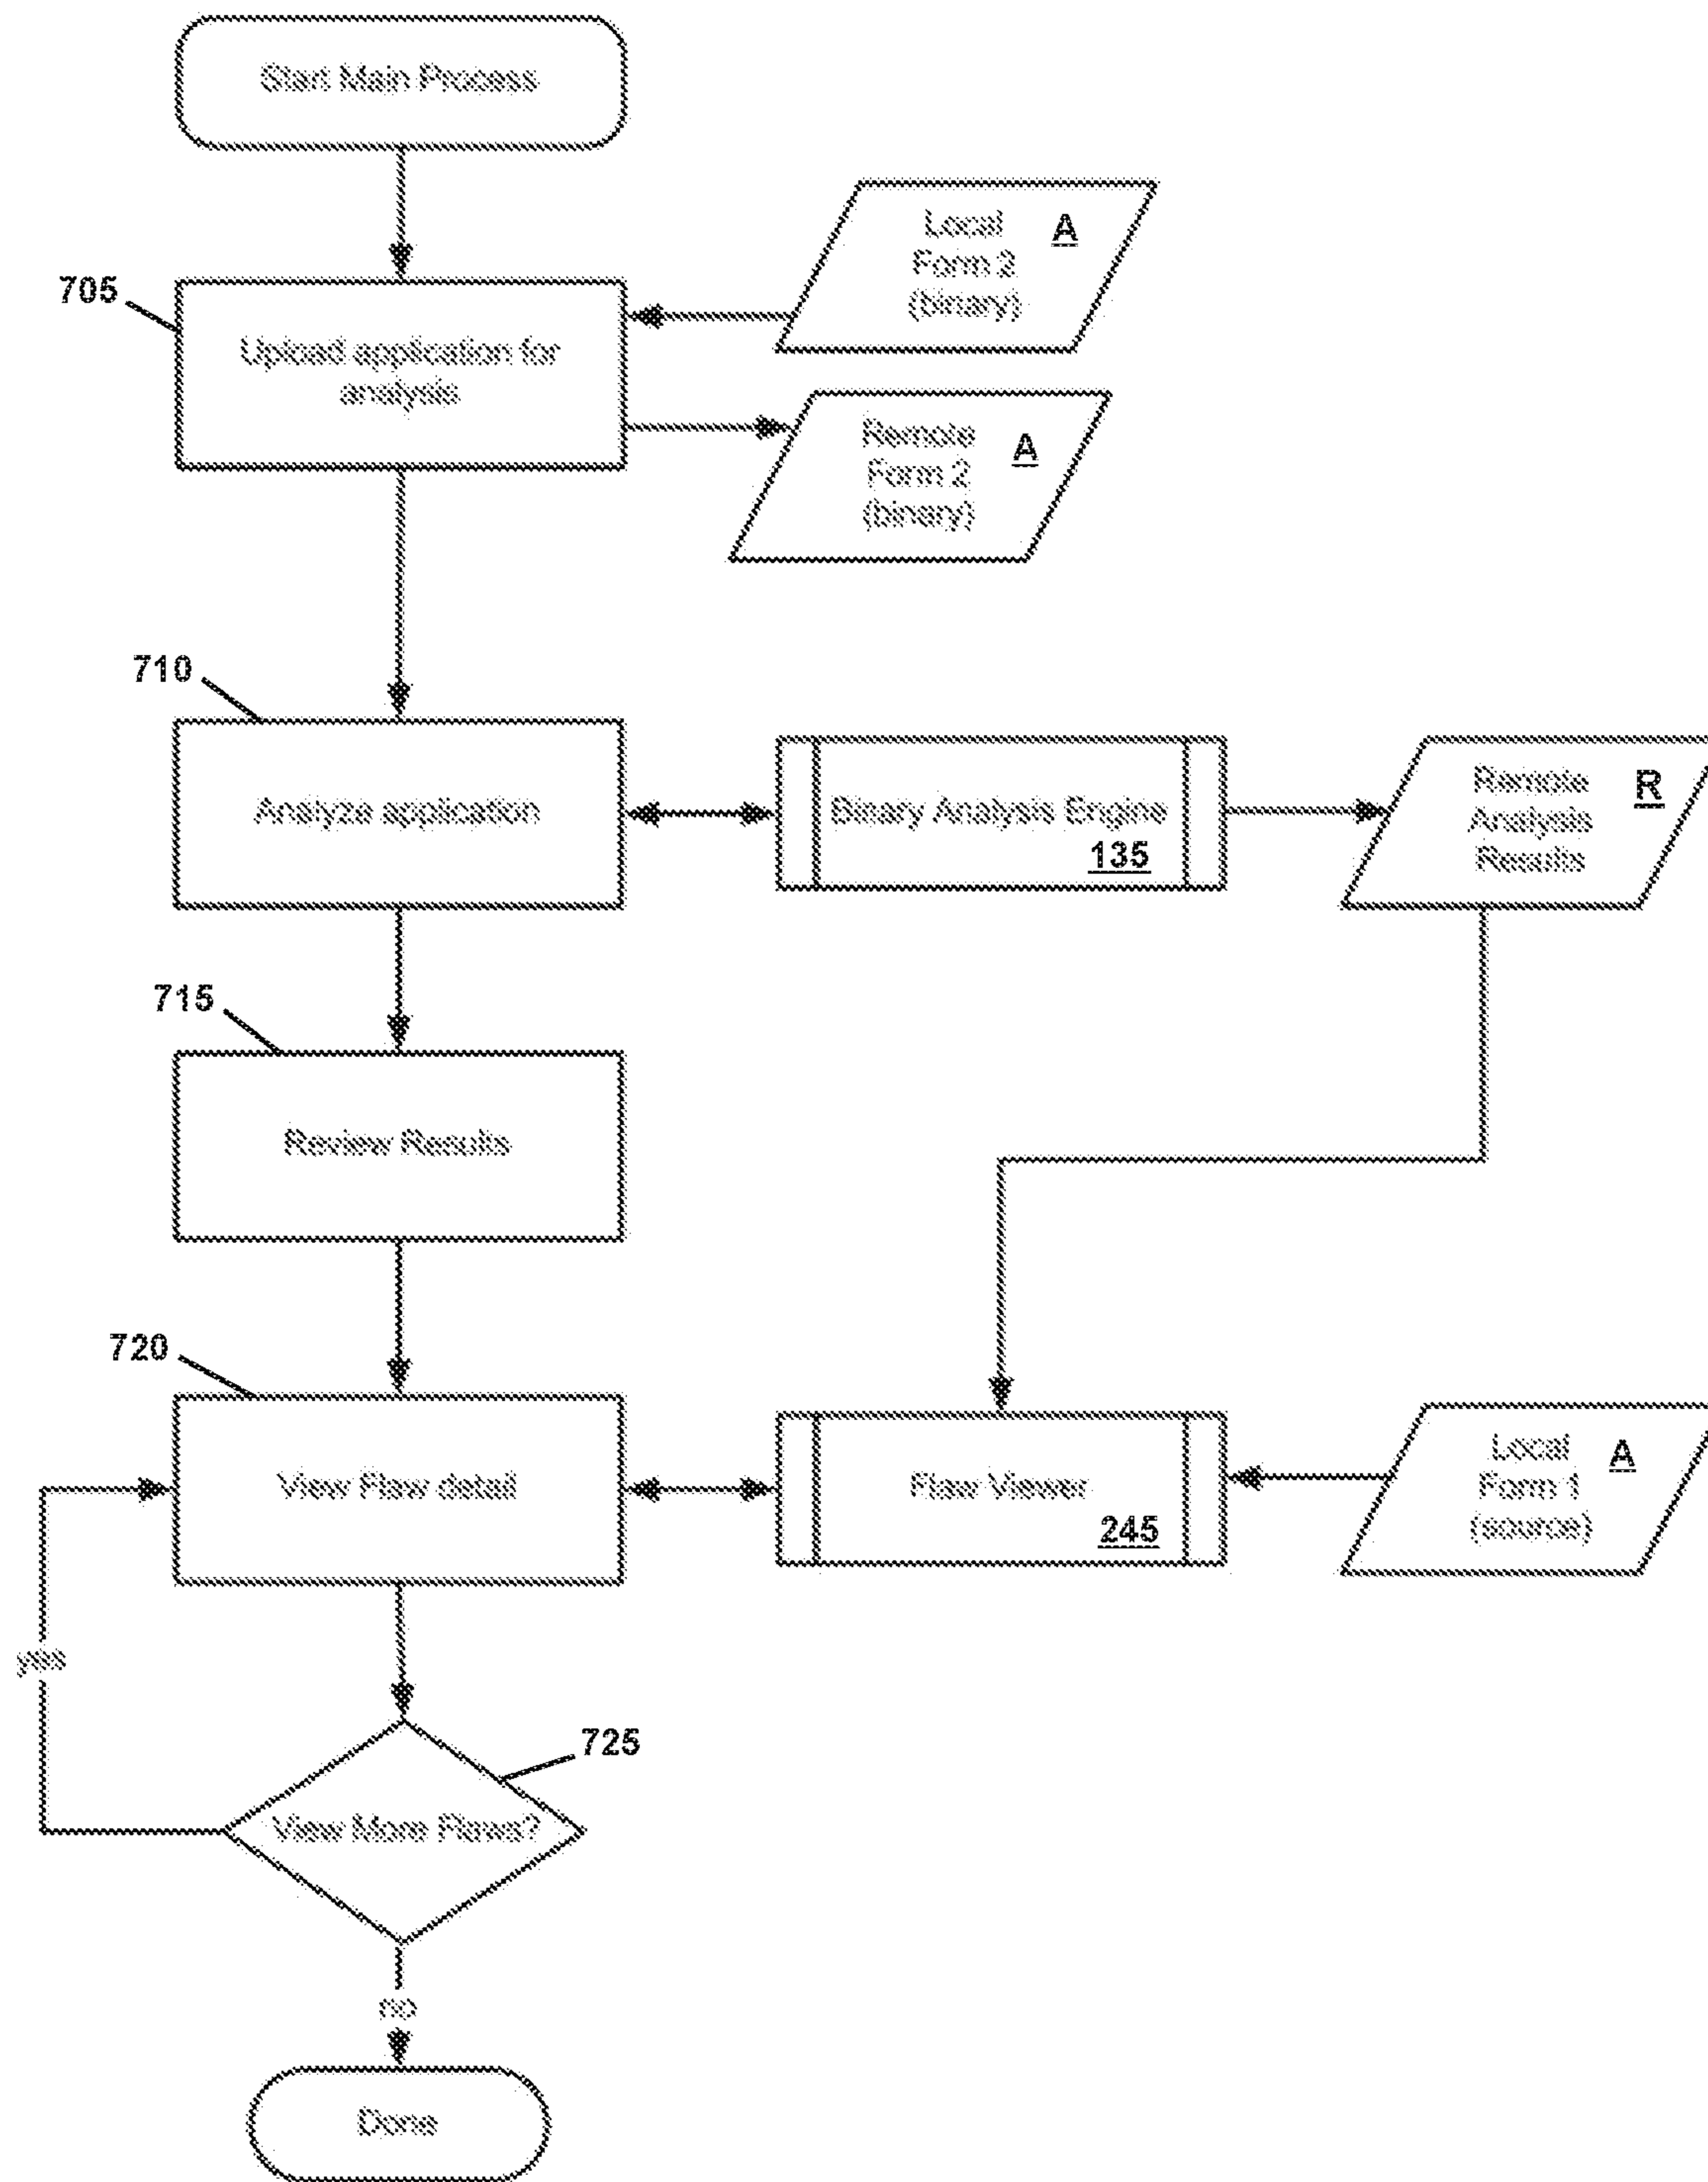 Start Main Process
Local
Form 2
(binary)
A
705
Upload application for
analysis
Remote
Form 2
(binary)
A
710
Analyze application
Binary Analysis Engine
135
Remote
Analysis
Results
R
715
Review Results
720
View Flaw detail
Flaw Viewer
245
Local
Form 1
(source)
A
yes
725
View More Flaws?
no
Done